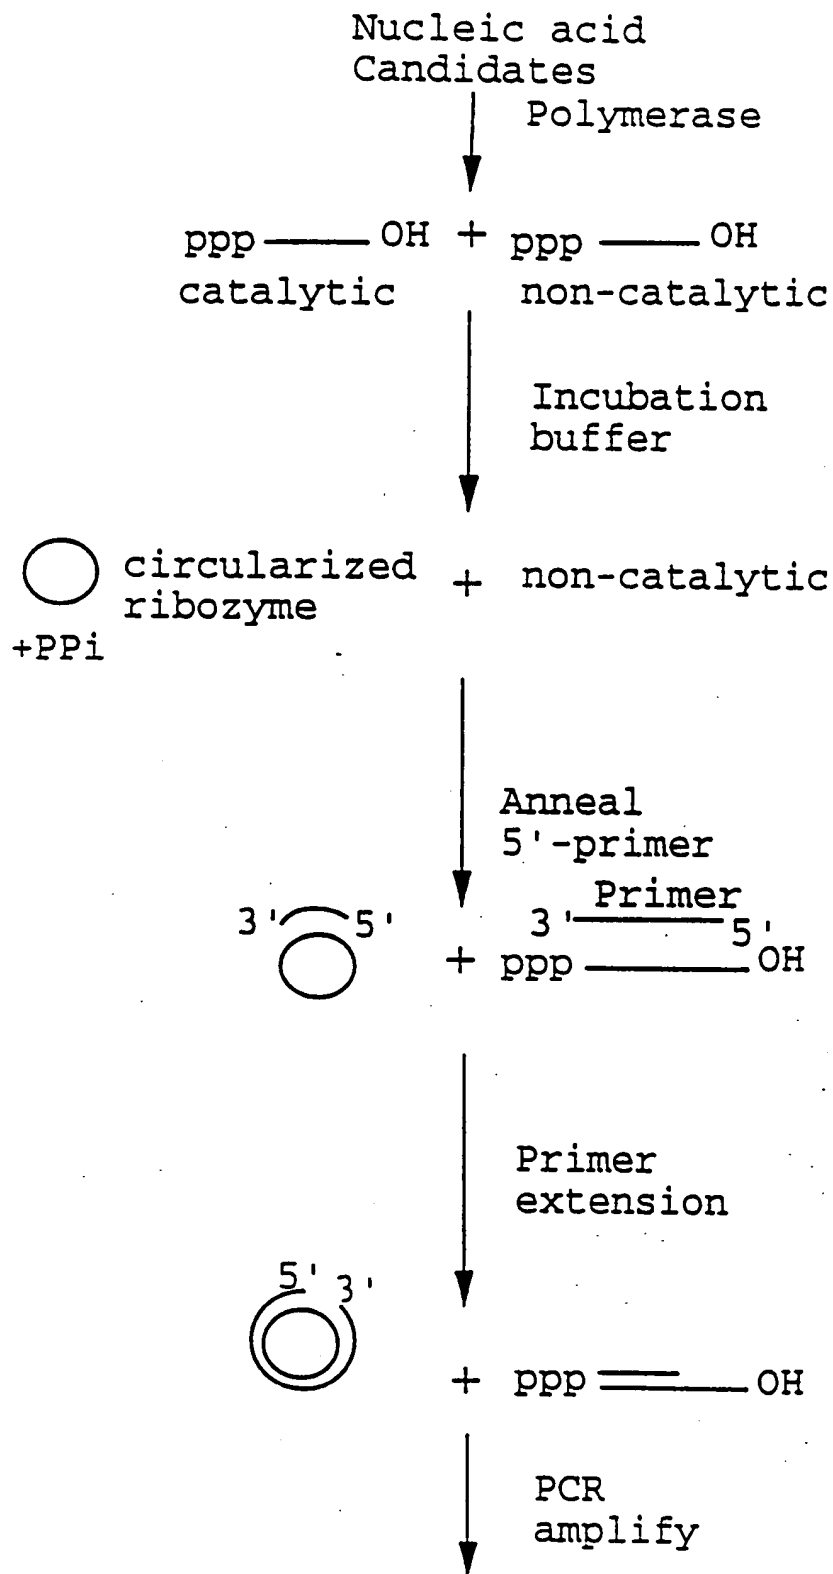 Nucleic acid
Candidates
Polymerase
ppp OH + ppp OH
catalytic non-catalytic
Incubation
buffer
circularized
ribozyme + non-catalytic
+PPi
Anneal
5'-primer
Primer
3' 5' 3' 5'
+ ppp OH
Primer
extension
5' 3'
+ ppp OH
PCR
amplify